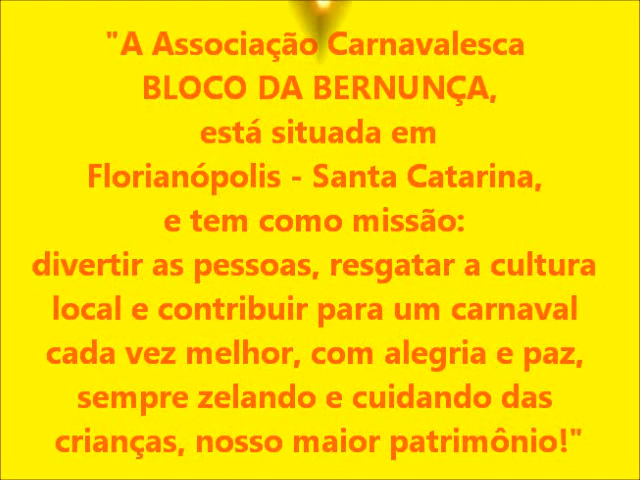 "A Associação Carnavalesca
BLOCO DA BERNUNÇA,
está situada em
Florianópolis - Santa Catarina,
e tem como missão:
divertir as pessoas, resgatar a cultura
local e contribuir para um carnaval
cada vez melhor, com alegria e paz,
sempre zelando e cuidando das
crianças, nosso maior patrimônio!"